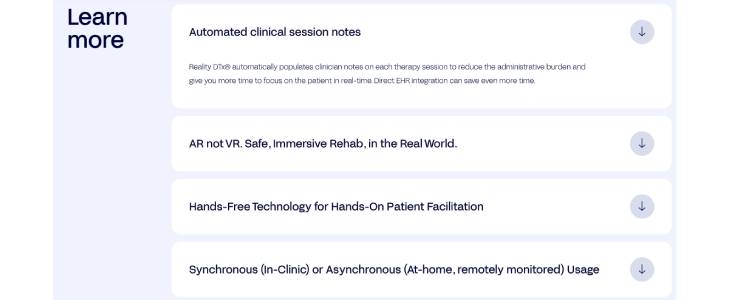 Learn
more
Automated clinical session notes
Reality DTx® automatically populates clinician notes on each therapy session to reduce the administrative burden and
give you more time to focus on the patient in real-time. Direct EHR integration can save even more time.
AR not VR. Safe, Immersive Rehab, in the Real World.
Hands-Free Technology for Hands-On Patient Facilitation
Synchronous (In-Clinic) or Asynchronous (At-home, remotely monitored) Usage